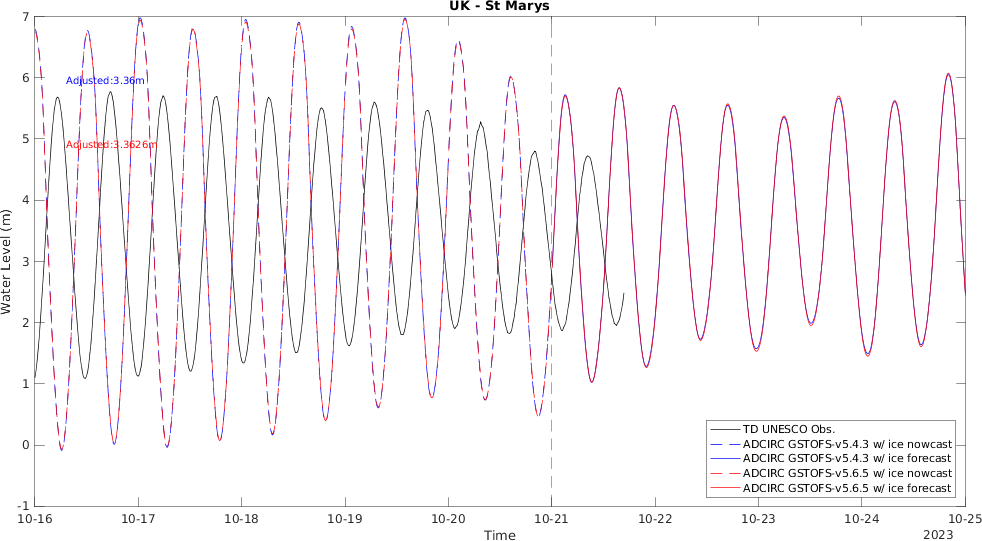 UK - St Marys
7
6
5
4
3
2
1
0
-1
Water Level (m)
Adjusted:3.36m
Adjusted:3.3626m
TD UNESCO Obs.
ADCIRC GSTOFS-v5.4.3 w/ ice nowcast
ADCIRC GSTOFS-v5.4.3 w/ ice forecast
ADCIRC GSTOFS-v5.6.5 w/ ice nowcast
ADCIRC GSTOFS-v5.6.5 w/ ice forecast
10-16 10-17 10-18 10-19 10-20 10-21 10-22 10-23 10-24 10-25
Time 2023